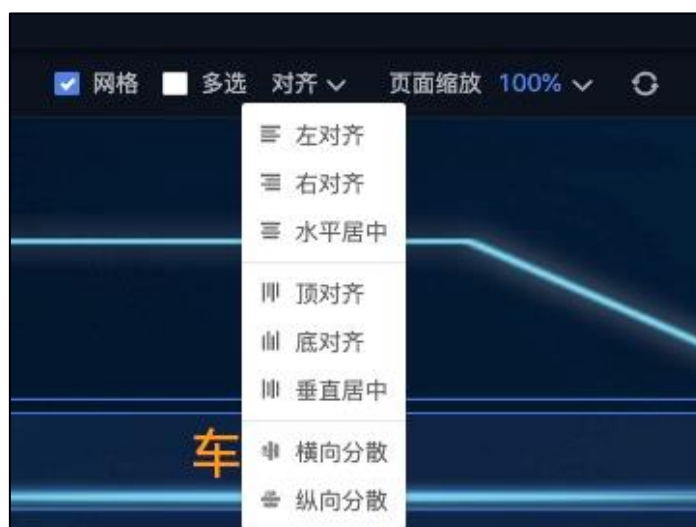 网格 多选 对齐 页面缩放 100%
左对齐
右对齐
水平居中
顶对齐
底对齐
垂直居中
车
横向分散
纵向分散